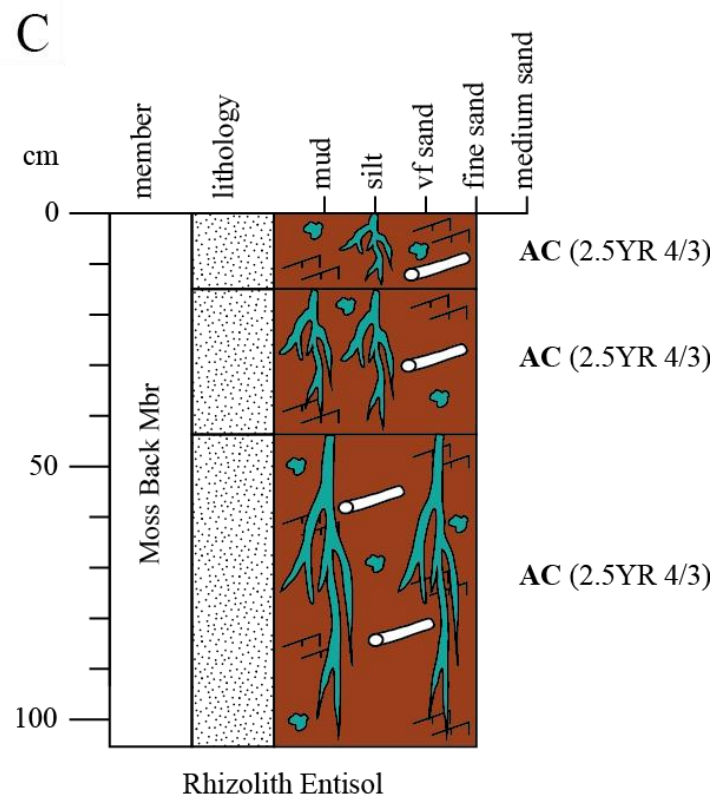 C
cm
member
lithology
mud
silt
vf sand
fine sand
medium sand
0
50
100
Moss Back Mbr
AC (2.5YR 4/3)
AC (2.5YR 4/3)
AC (2.5YR 4/3)
Rhizolith Entisol